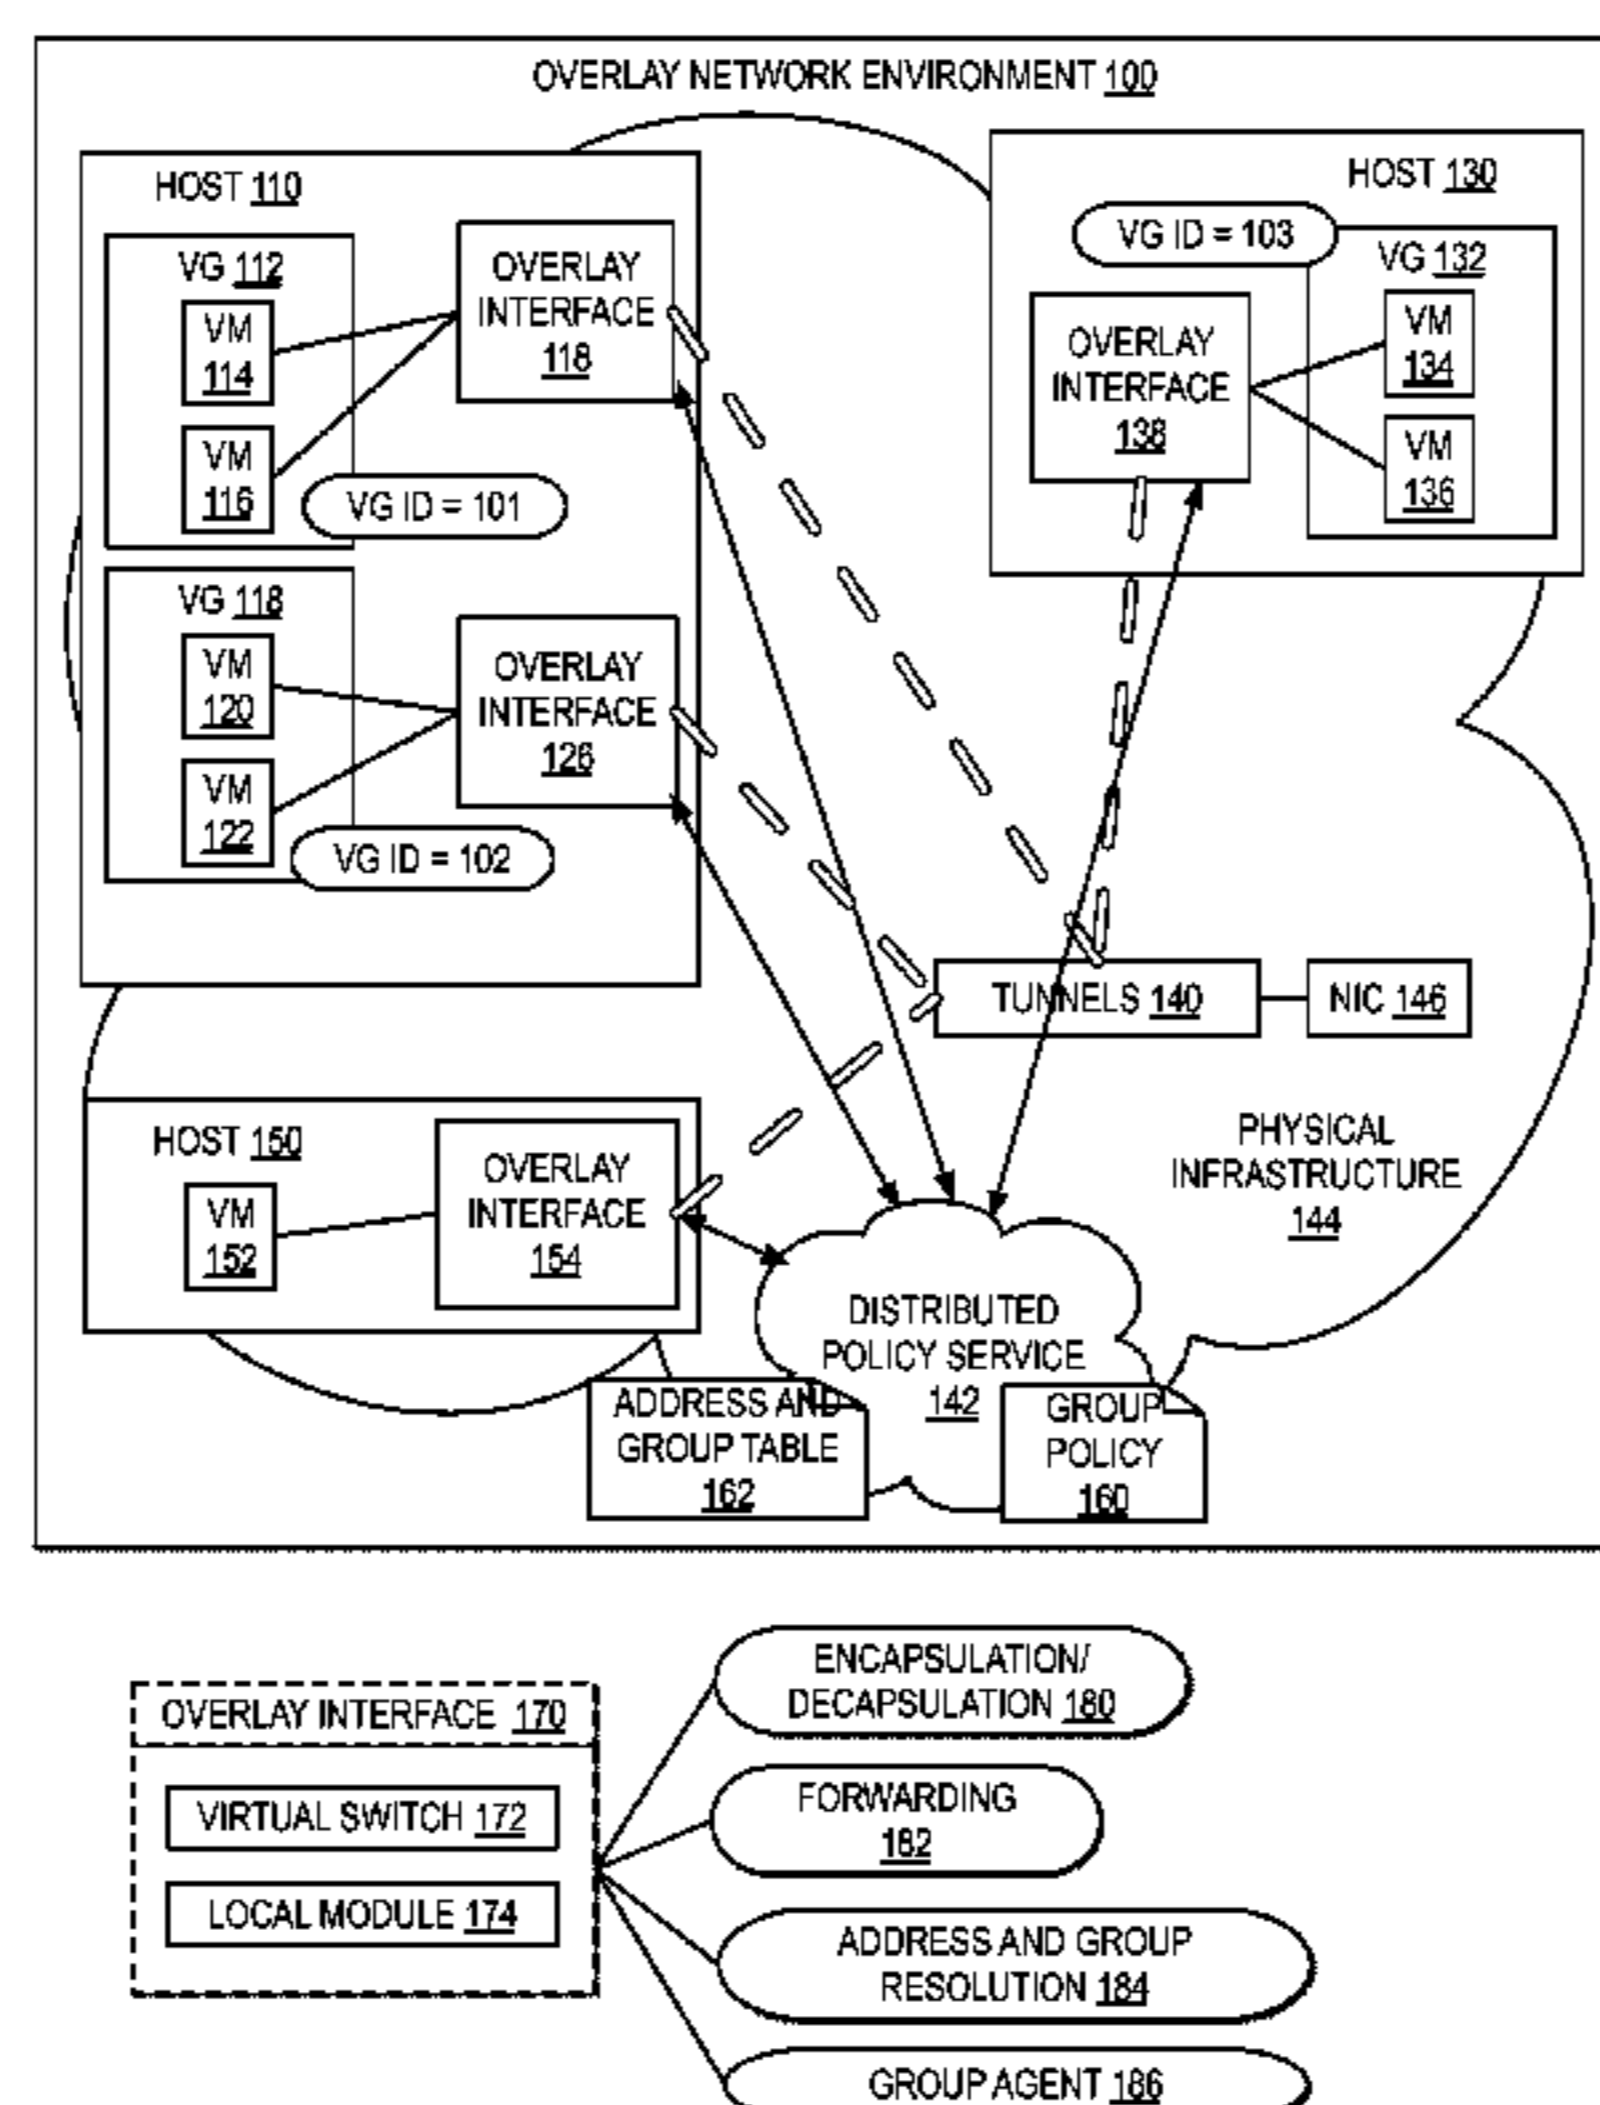 OVERLAY NETWORK ENVIRONMENT 100
HOST 110
VG 112
VM
114
VM
116
VG ID = 101
OVERLAY
INTERFACE
118
VG 118
VM
120
VM
122
VG ID = 102
OVERLAY
INTERFACE
126
HOST 130
VG ID = 103
VG 132
VM
134
VM
136
OVERLAY
INTERFACE
138
TUNNELS 140
NIC 146
PHYSICAL
INFRASTRUCTURE
144
HOST 150
VM
152
OVERLAY
INTERFACE
154
DISTRIBUTED
POLICY SERVICE
142
ADDRESS AND
GROUP TABLE
162
GROUP
POLICY
160
OVERLAY INTERFACE 170
VIRTUAL SWITCH 172
LOCAL MODULE 174
ENCAPSULATION/
DECAPSULATION 180
FORWARDING
182
ADDRESS AND GROUP
RESOLUTION 184
GROUP AGENT 186